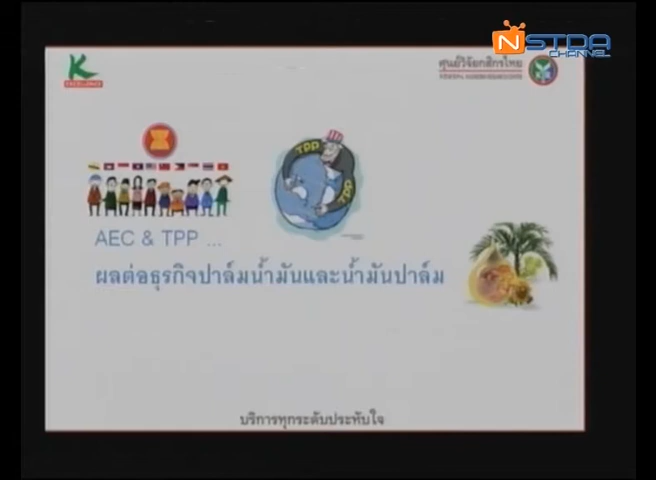 NSTDA
CHANNEL
K
EXCELLENCE
ศูนย์วิจัยกสิกรไทย
TPP
TPP
AEC & TPP ...
ผลต่อธุรกิจปาล์มน้ำมันและน้ำมันปาล์ม
บริการทุกระดับประทับใจ